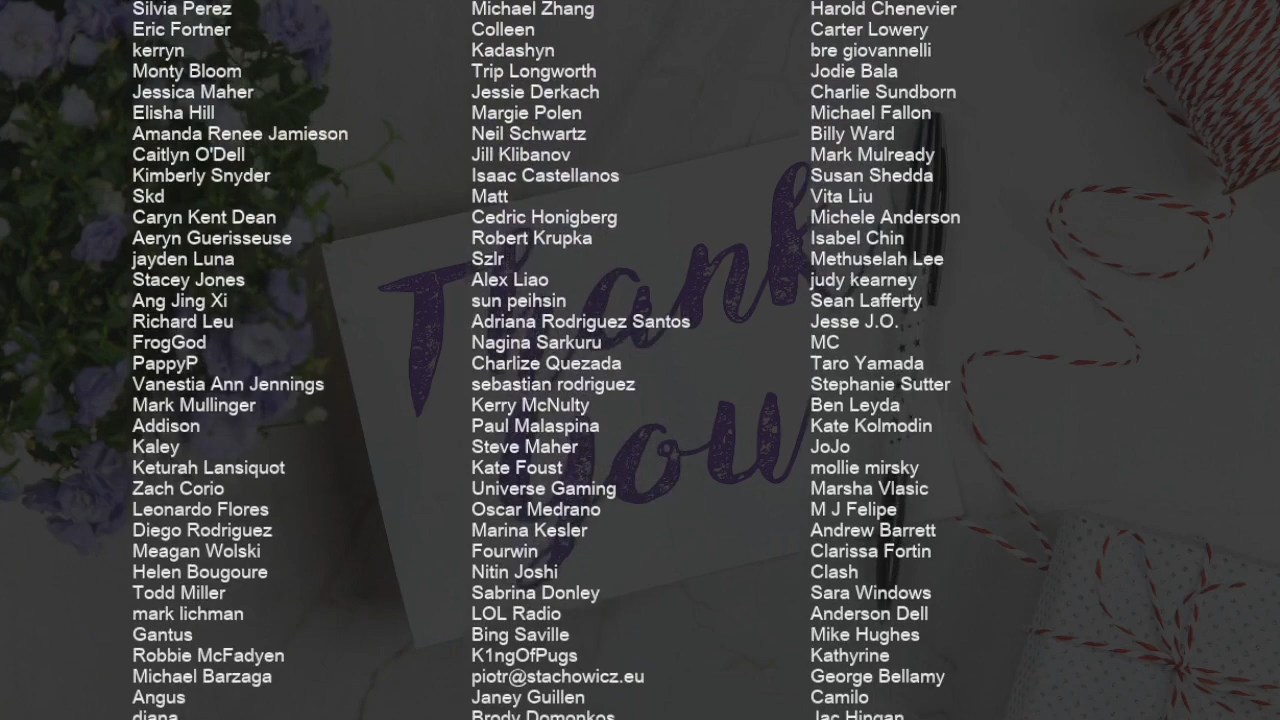 Silvia Perez
Eric Fortner
kerryn
Monty Bloom
Jessica Maher
Elisha Hill
Amanda Renee Jamieson
Caitlyn O'Dell
Kimberly Snyder
Skd
Caryn Kent Dean
Aeryn Guerisseuse
jayden Luna
Stacey Jones
Ang Jing Xi
Richard Leu
FrogGod
PappyP
Vanestia Ann Jennings
Mark Mullinger
Addison
Kaley
Keturah Lansiquot
Zach Corio
Leonardo Flores
Diego Rodriguez
Meagan Wolski
Helen Bougoure
Todd Miller
mark lichman
Gantus
Robbie McFadyen
Michael Barzaga
Angus
diana
Michael Zhang
Colleen
Kadashyn
Trip Longworth
Jessie Derkach
Margie Polen
Neil Schwartz
Jill Klibanov
Isaac Castellanos
Matt
Cedric Honigberg
Robert Krupka
Szlr
Alex Liao
sun peihsin
Adriana Rodriguez Santos
Nagina Sarkuru
Charlize Quezada
sebastian rodriguez
Kerry McNulty
Paul Malaspina
Steve Maher
Kate Foust
Universe Gaming
Oscar Medrano
Marina Kesler
Fourwin
Nitin Joshi
Sabrina Donley
LOL Radio
Bing Saville
K1ngOfPugs
piotr@stachowicz.eu
Janey Guillen
Brody Domonkos
Harold Chenevier
Carter Lowery
bre giovannelli
Jodie Bala
Charlie Sundborn
Michael Fallon
Billy Ward
Mark Mulready
Susan Shedda
Vita Liu
Michele Anderson
Isabel Chin
Methuselah Lee
judy kearney
Sean Lafferty
Jesse J.O.
MC
Taro Yamada
Stephanie Sutter
Ben Leyda
Kate Kolmodin
JoJo
mollie mirsky
Marsha Vlasic
M J Felipe
Andrew Barrett
Clarissa Fortin
Clash
Sara Windows
Anderson Dell
Mike Hughes
Kathyrine
George Bellamy
Camilo
Jac Hingan
Thank
you